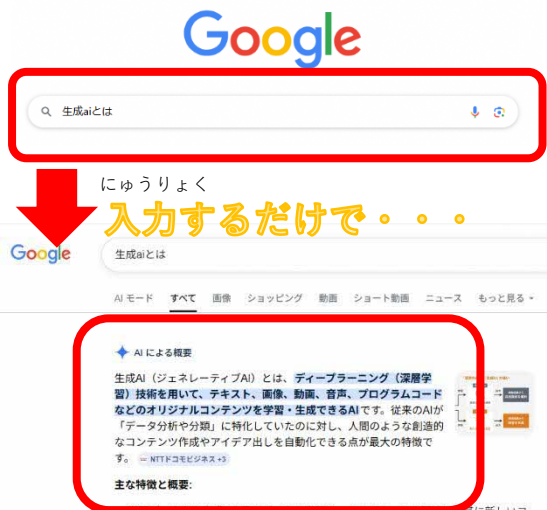 Google
生成aiとは
にゅうりょく
入力するだけで・・・
Google
生成aiとは
AI モード すべて 画像 ショッピング 動画 ショート動画 ニュース もっと見る
AI による概要
生成AI（ジェネレーティブAI）とは、ディープラーニング（深層学
習）技術を用いて、テキスト、画像、動画、音声、プログラムコード
などのオリジナルコンテンツを学習・生成できるAIです。従来のAIが
「データ分析や分類」に特化していたのに対し、人間のような創造的
なコンテンツ作成やアイデア出しを自動化できる点が最大の特徴で
す。 NTTドコモビジネス +3
主な特徴と概要: